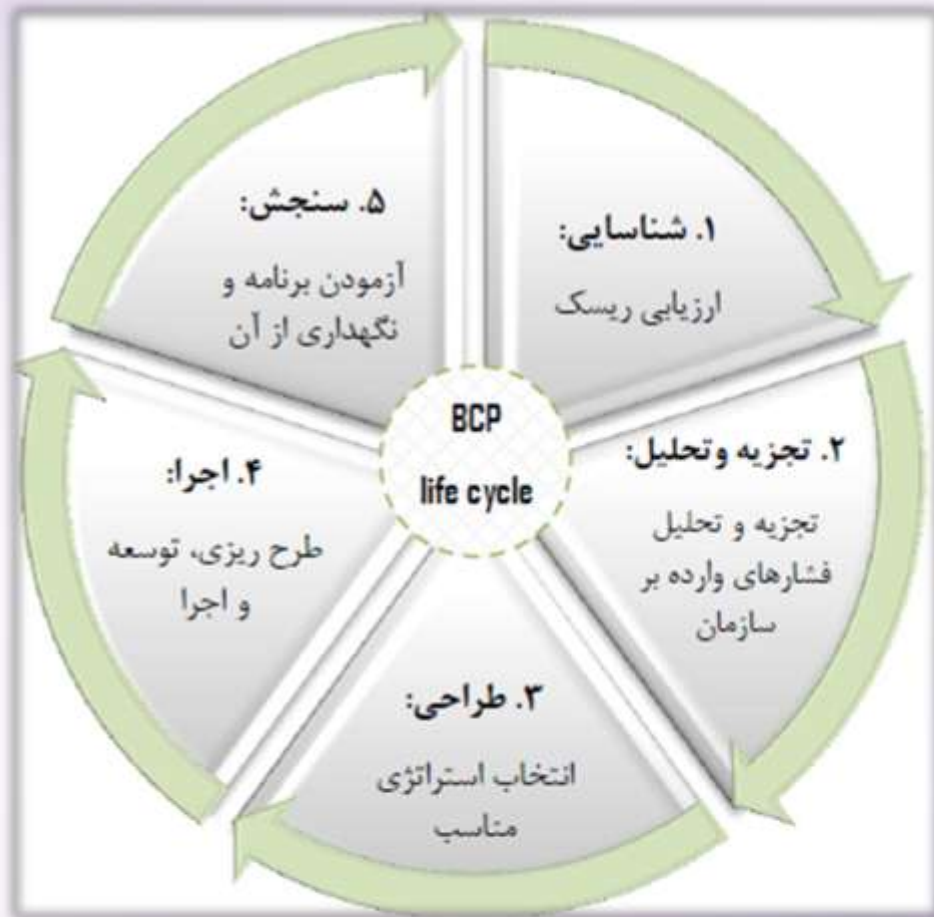 BCP
life cycle
۱. شناسایی:
ارزیابی ریسک
۲. تجزیه وتحلیل:
تجزیه و تحلیل
فشارهای وارده بر
سازمان
۳. طراحی:
انتخاب استراتژی
مناسب
۴. اجرا:
طرح ریزی، توسعه
و اجرا
۵. سنجش:
آزمودن برنامه و
نگهداری از آن